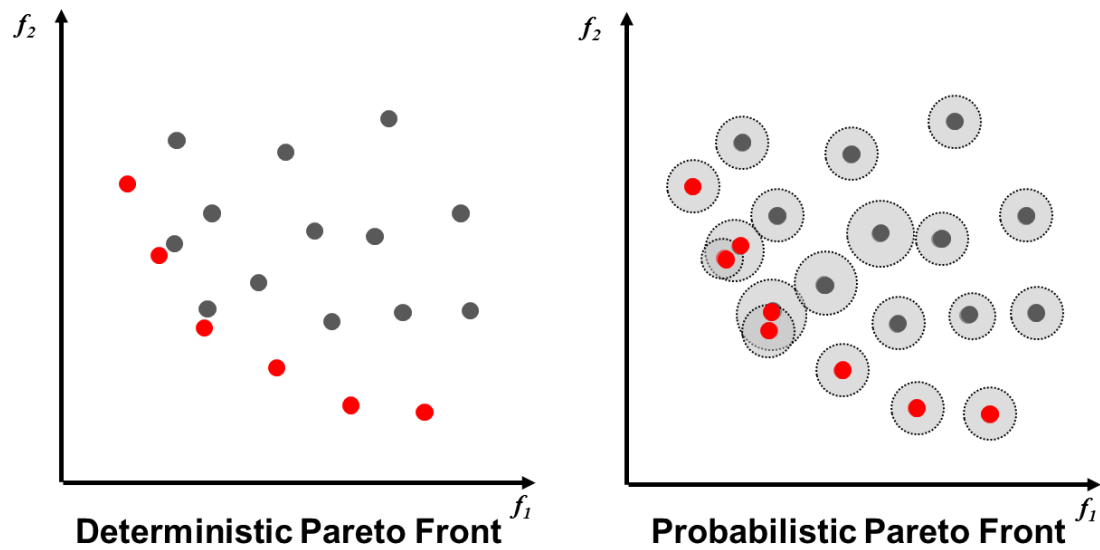 f2
f1
Deterministic Pareto Front
f2
f1
Probabilistic Pareto Front